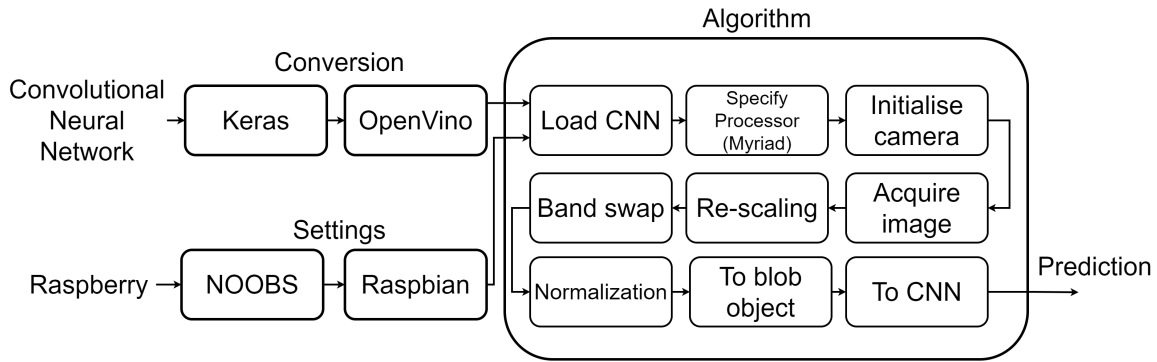 Algorithm
Conversion
Convolutional
Neural
Network
Keras
OpenVino
Load CNN
Specify
Processor
(Myriad)
Initialise
camera
Band swap
Re-scaling
Acquire
image
Settings
Raspberry
NOOBS
Raspbian
Normalization
To blob
object
To CNN
Prediction